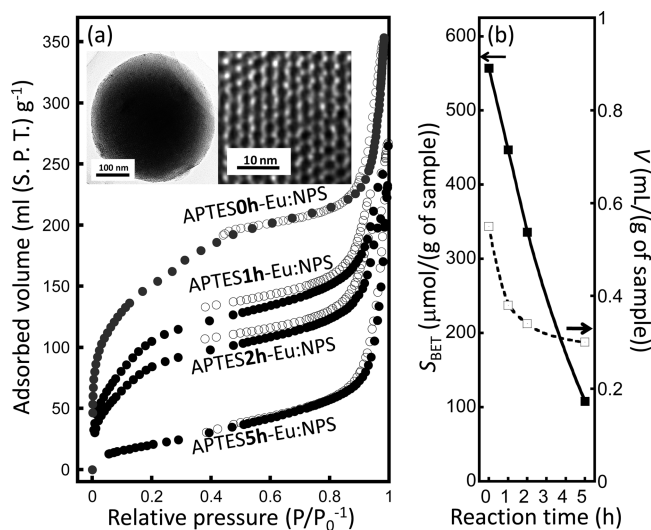 (a)
350
300
250
200
150
100
50
0
Adsorbed volume (ml (S. P. T.) g-1)
100 nm
10 nm
APTES0h-Eu:NPS
APTES1h-Eu:NPS
APTES2h-Eu:NPS
APTES5h-Eu:NPS
0 0.2 0.4 0.6 0.8 1
Relative pressure (P/P0-1)
(b)
600
500
400
300
200
100
0
SBET (μmol/(g of sample))
1
0.8
0.6
0.4
0.2
0
V (mL/(g of sample))
0 1 2 3 4 5
Reaction time (h)